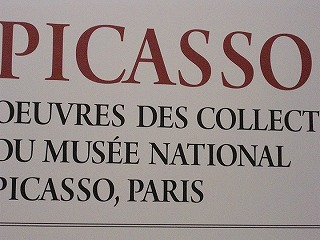 PICASSO
OEUVRES DES COLLECT
DU MUSÉE NATIONAL
PICASSO, PARIS